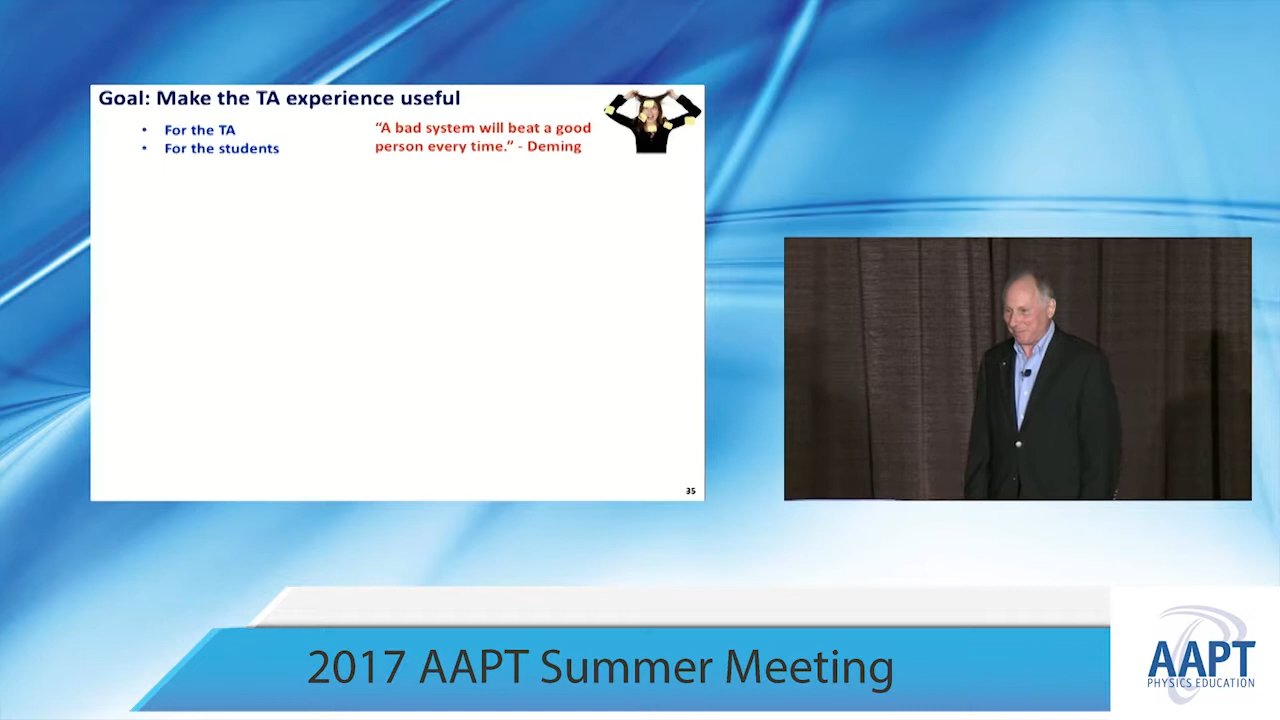 Goal: Make the TA experience useful
• For the TA
• For the students
“A bad system will beat a good
person every time.” - Deming
35
2017 AAPT Summer Meeting
AAPT
PHYSICS EDUCATION